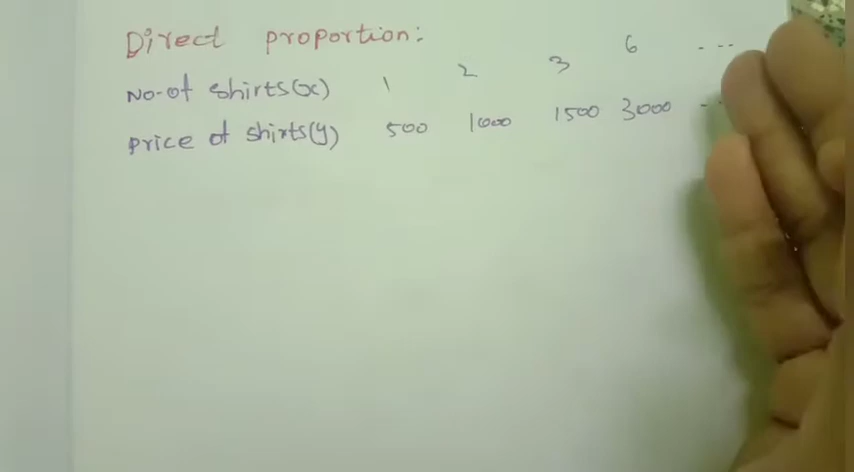 Direct proportion:
No. of shirts(x) 1 2 3 6 ...
price of shirts(y) 500 1000 1500 3000 ...